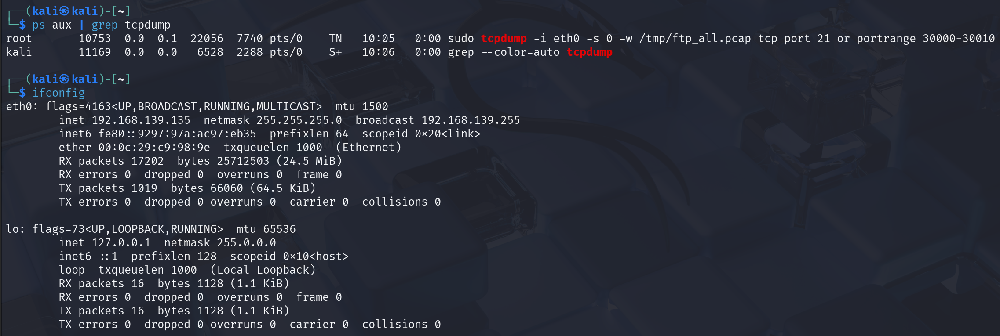 ┌──(kali㉿kali)-[~]
└─$ ps aux | grep tcpdump
root       10753  0.0  0.1  22056  7740 pts/0    TN   10:05   0:00 sudo tcpdump -i eth0 -s 0 -w /tmp/ftp_all.pcap tcp port 21 or portrange 30000-30010
kali       11169  0.0  0.0   6528  2288 pts/0    S+   10:06   0:00 grep --color=auto tcpdump
┌──(kali㉿kali)-[~]
└─$ ifconfig
eth0: flags=4163<UP,BROADCAST,RUNNING,MULTICAST>  mtu 1500
        inet 192.168.139.135  netmask 255.255.255.0  broadcast 192.168.139.255
        inet6 fe80::9297:97a:ac97:eb35  prefixlen 64  scopeid 0×20<link>
        ether 00:0c:29:c9:98:9e  txqueuelen 1000  (Ethernet)
        RX packets 17202  bytes 25712503 (24.5 MiB)
        RX errors 0  dropped 0  overruns 0  frame 0
        TX packets 1019  bytes 66060 (64.5 KiB)
        TX errors 0  dropped 0 overruns 0  carrier 0  collisions 0
lo: flags=73<UP,LOOPBACK,RUNNING>  mtu 65536
        inet 127.0.0.1  netmask 255.0.0.0
        inet6 ::1  prefixlen 128  scopeid 0×10<host>
        loop  txqueuelen 1000  (Local Loopback)
        RX packets 16  bytes 1128 (1.1 KiB)
        RX errors 0  dropped 0  overruns 0  frame 0
        TX packets 16  bytes 1128 (1.1 KiB)
        TX errors 0  dropped 0 overruns 0  carrier 0  collisions 0